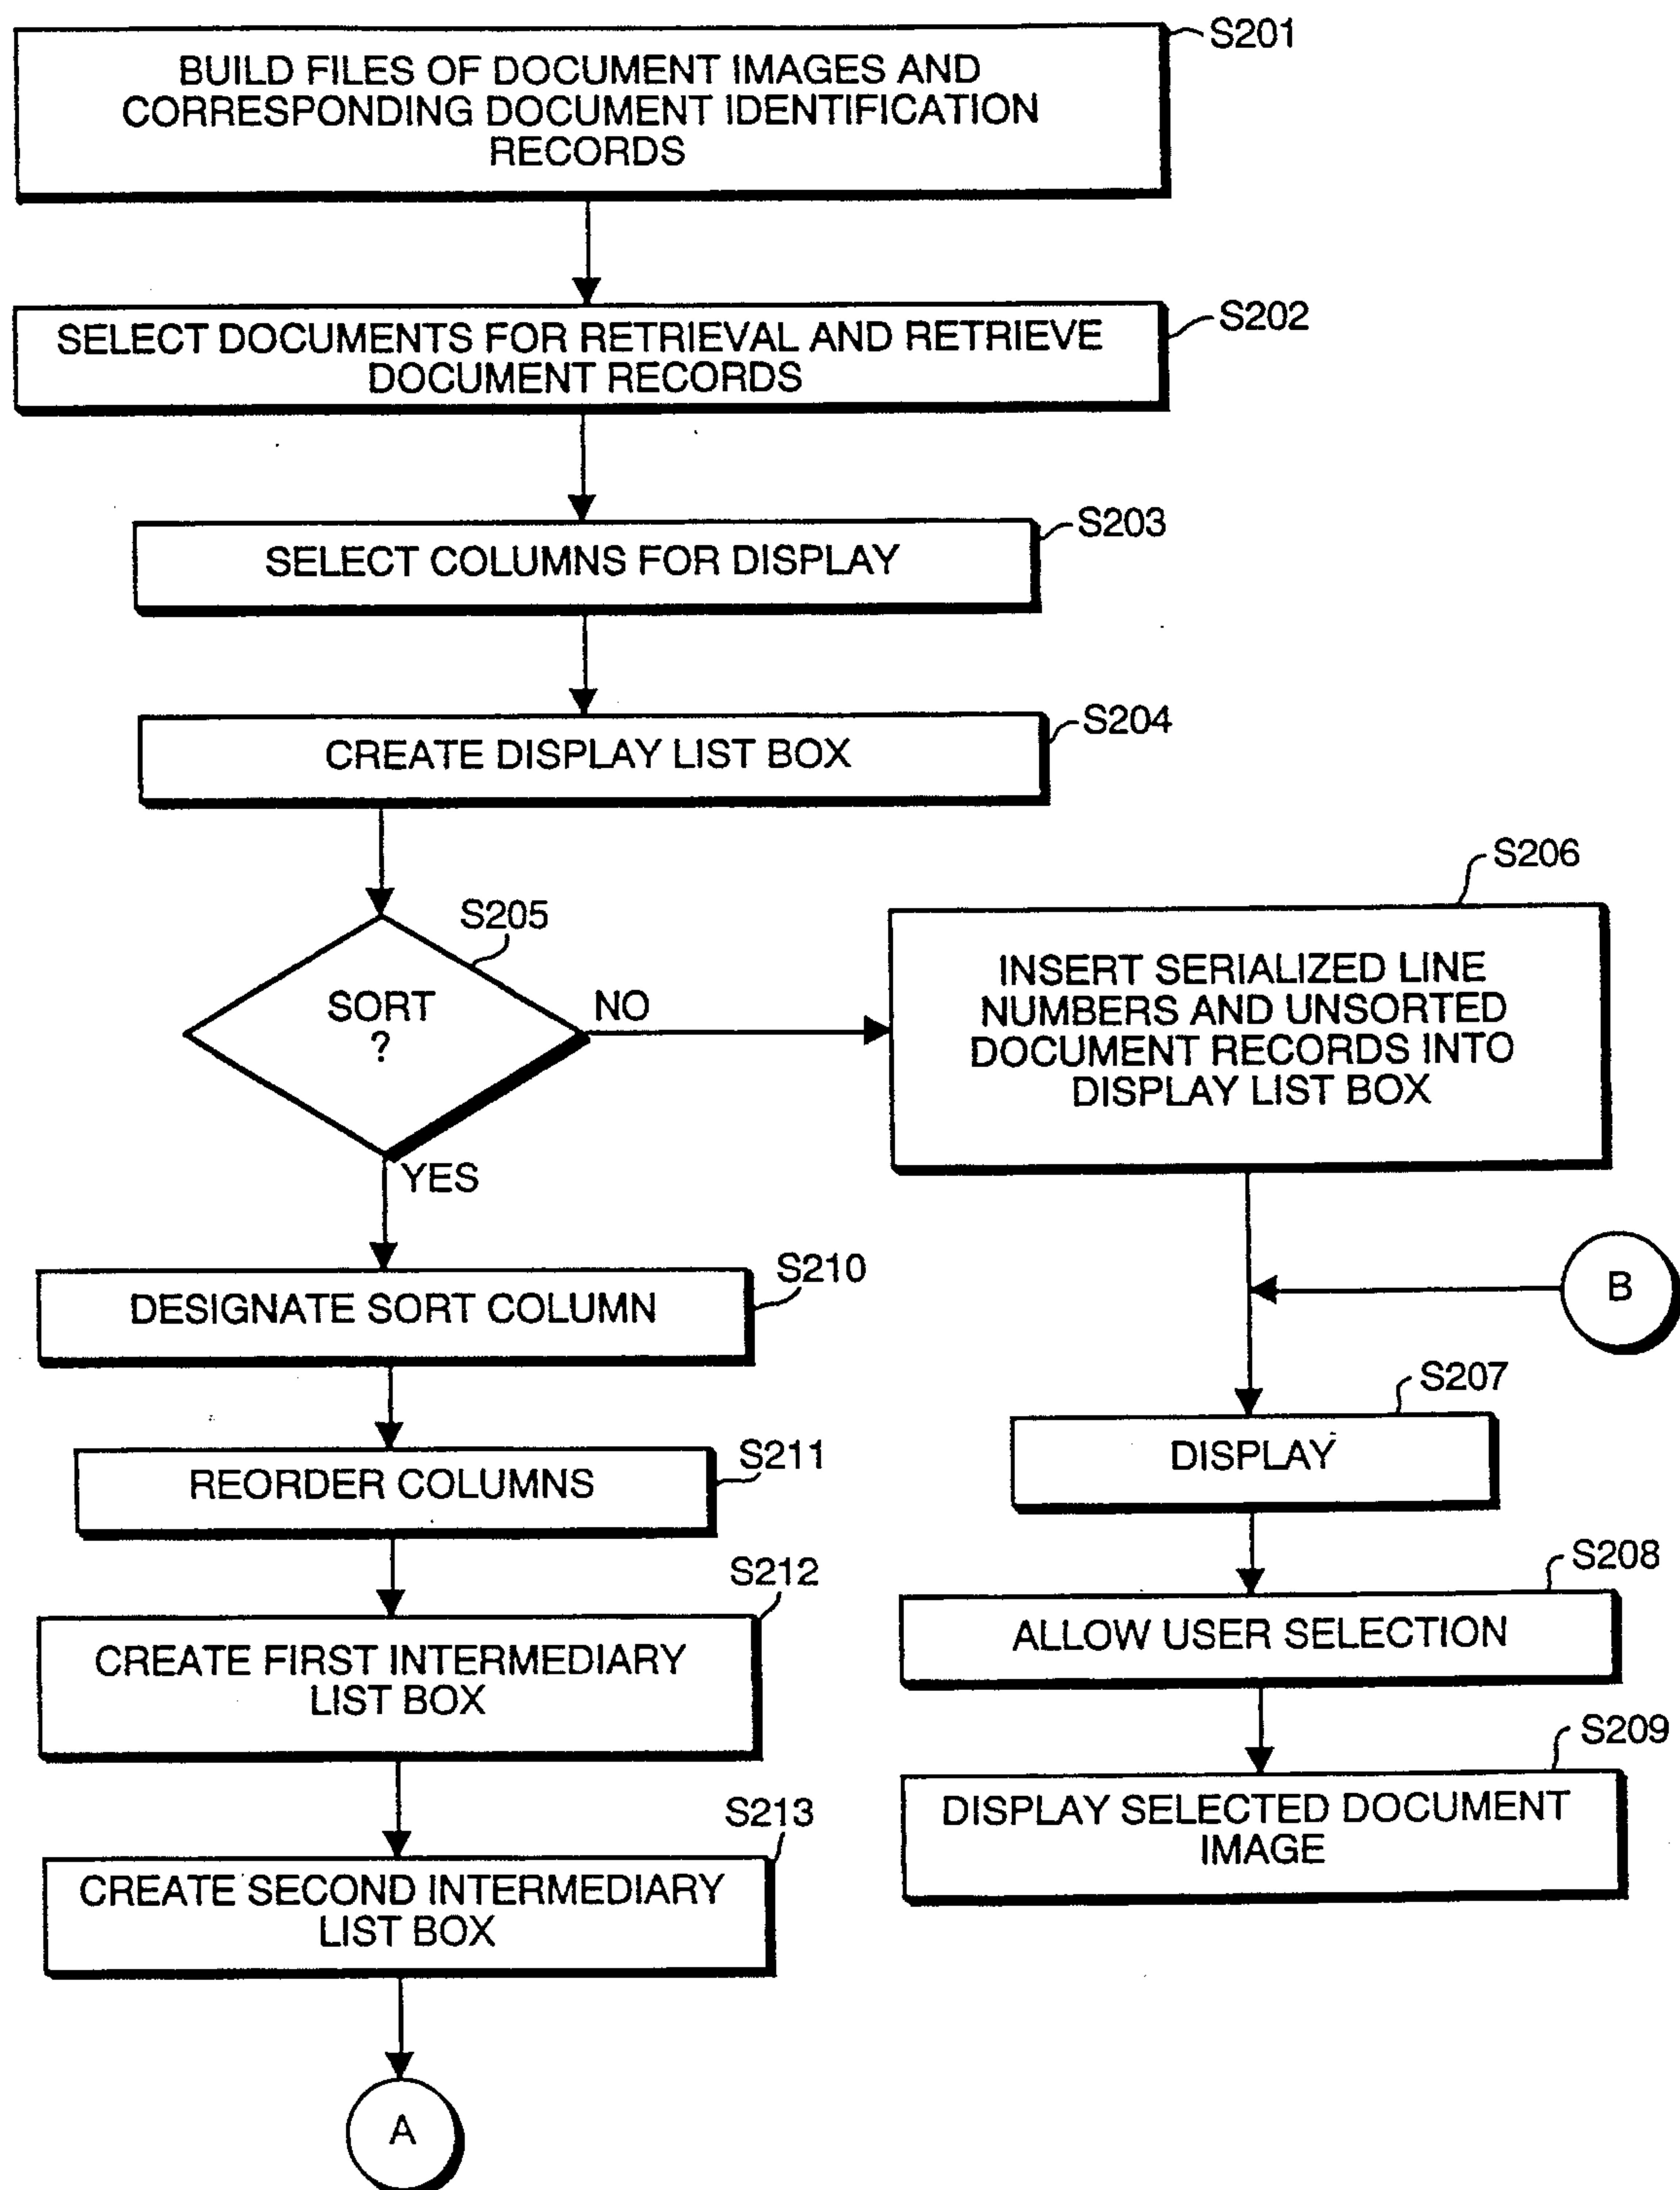 S201
BUILD FILES OF DOCUMENT IMAGES AND
CORRESPONDING DOCUMENT IDENTIFICATION
RECORDS
S202
SELECT DOCUMENTS FOR RETRIEVAL AND RETRIEVE
DOCUMENT RECORDS
S203
SELECT COLUMNS FOR DISPLAY
S204
CREATE DISPLAY LIST BOX
S205
SORT
?
NO
YES
S206
INSERT SERIALIZED LINE
NUMBERS AND UNSORTED
DOCUMENT RECORDS INTO
DISPLAY LIST BOX
B
S207
DISPLAY
S208
ALLOW USER SELECTION
S209
DISPLAY SELECTED DOCUMENT
IMAGE
S210
DESIGNATE SORT COLUMN
S211
REORDER COLUMNS
S212
CREATE FIRST INTERMEDIARY
LIST BOX
S213
CREATE SECOND INTERMEDIARY
LIST BOX
A